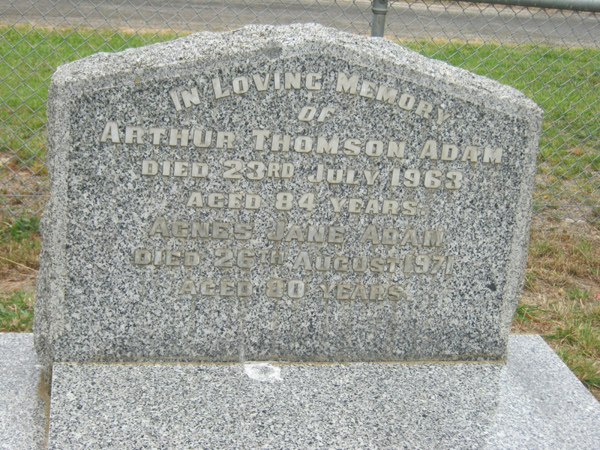 In Loving Memory
of
Arthur Thomson Adam
Died 23rd July 1963
Aged 84 Years.
Agnes Jane Adam
Died 26th August 1971
Aged 80 Years.